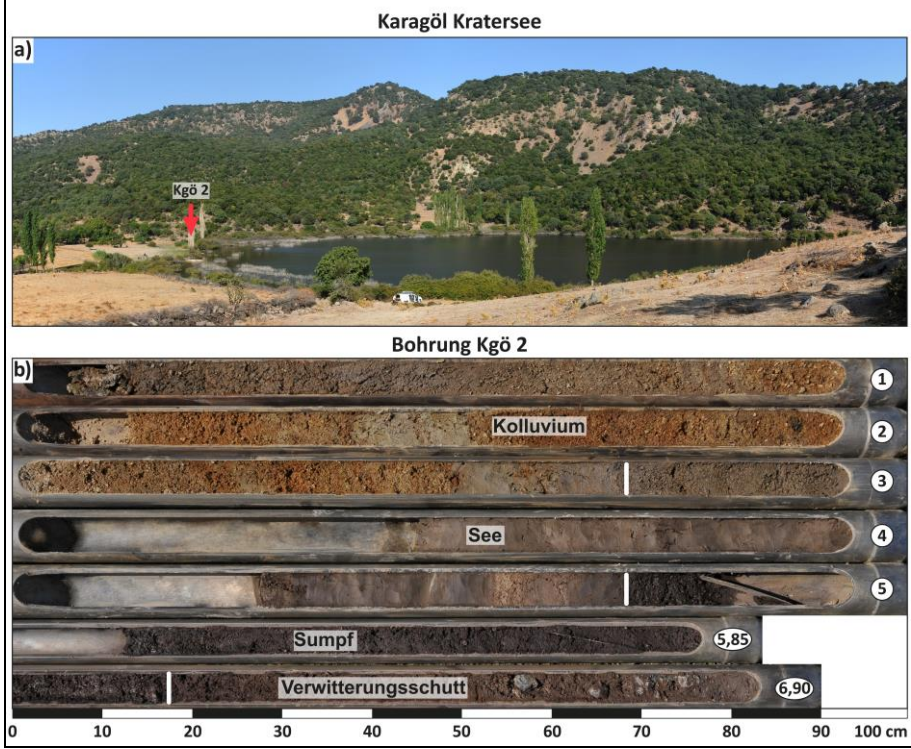 Karagöl Kratersee
a)
Kgö 2
Bohrung Kgö 2
b)
1
Kolluvium
2
3
See
4
5
Sumpf
5,85
Verwitterungsschutt
6,90
0 10 20 30 40 50 60 70 80 90 100 cm